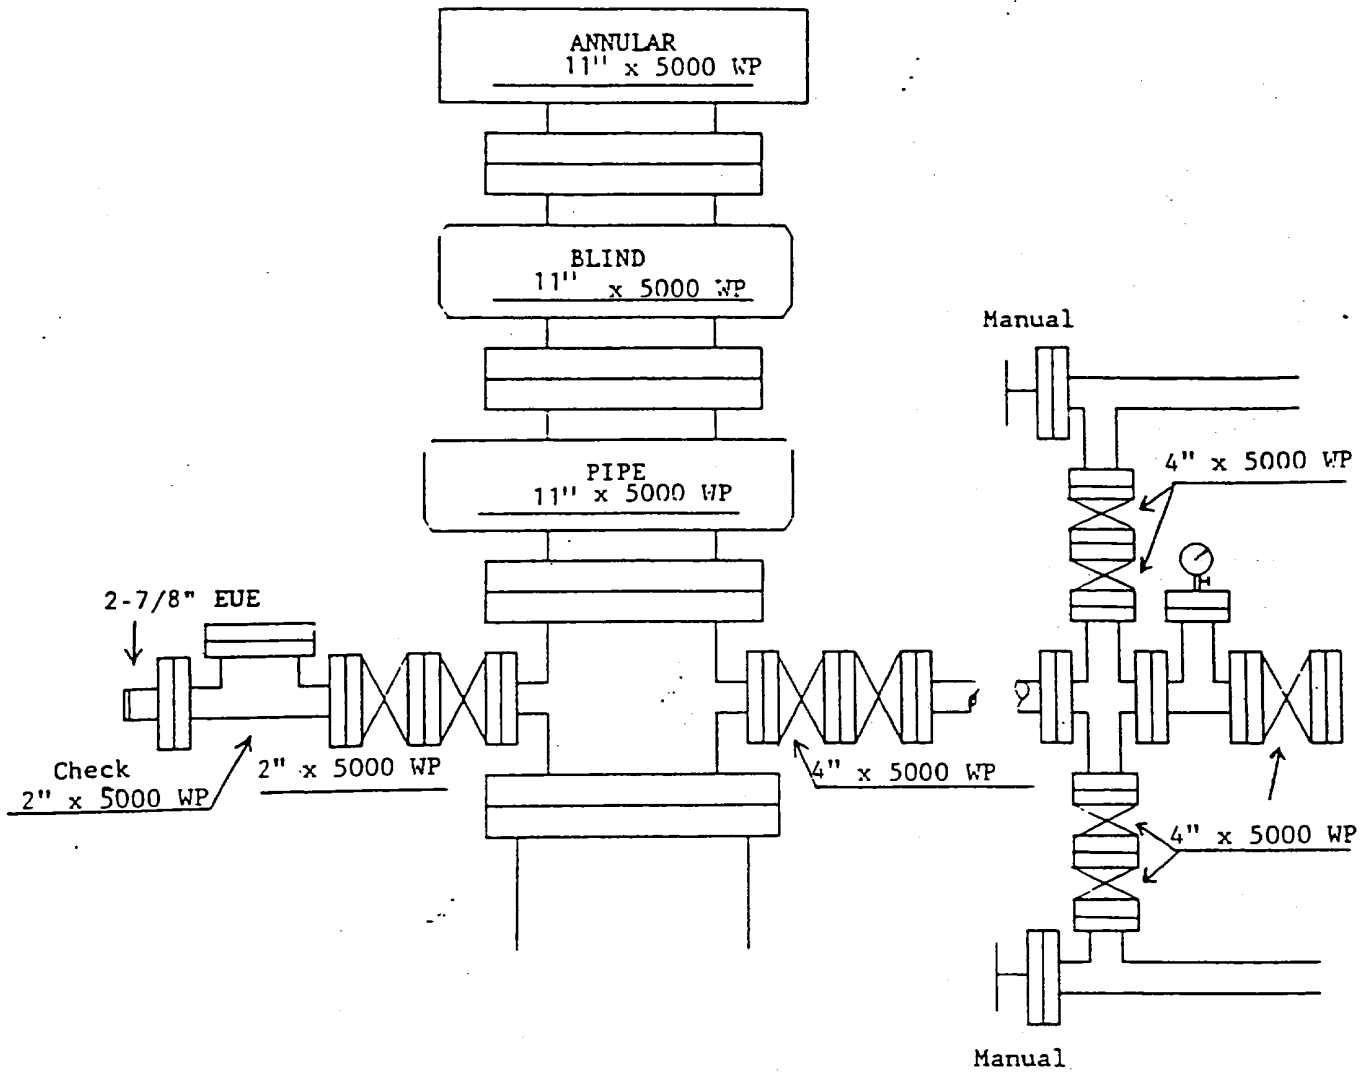 ANNULAR
11" x 5000 WP
BLIND
11" x 5000 WP
Manual
PIPE
11" x 5000 WP
4" x 5000 WP
2-7/8" EUE
Check
2" x 5000 WP
2" x 5000 WP
4" x 5000 WP
4" x 5000 WP
Manual